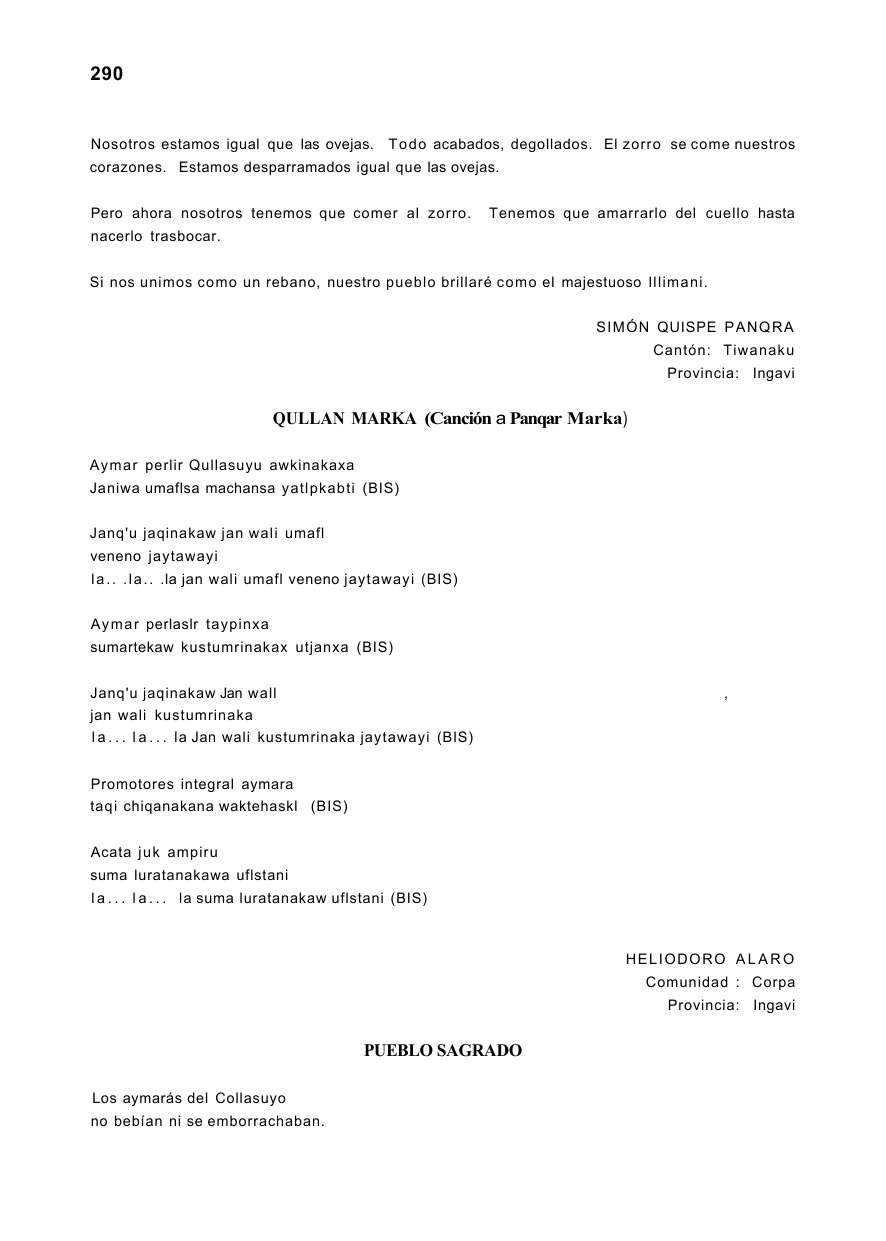 290
Nosotros estamos igual que las ovejas. Todo acabados, degollados. El zorro se come nuestros
corazones. Estamos desparramados igual que las ovejas.
Pero ahora nosotros tenemos que comer al zorro. Tenemos que amarrarlo del cuello hasta
nacerlo trasbocar.
Si nos unimos como un rebano, nuestro pueblo brillaré como el majestuoso Illimani.
SIMÓN QUISPE PANQRA
Cantón: Tiwanaku
Provincia: Ingavi
QULLAN MARKA (Canción a Panqar Marka)
Aymar perlir Qullasuyu awkinakaxa
Janiwa umaflsa machansa yatlpkabti (BIS)
Janq'u jaqinakaw jan wali umafl
veneno jaytawayi
la.. .la.. .la jan wali umafl veneno jaytawayi (BIS)
Aymar perlaslr taypinxa
sumartekaw kustumrinakax utjanxa (BIS)
Janq'u jaqinakaw Jan wall ,
jan wali kustumrinaka
la... la... la Jan wali kustumrinaka jaytawayi (BIS)
Promotores integral aymara
taqi chiqanakana waktehaskl (BIS)
Acata juk ampiru
suma luratanakawa uflstani
la... la... la suma luratanakaw uflstani (BIS)
HELIODORO ALARO
Comunidad : Corpa
Provincia: Ingavi
PUEBLO SAGRADO
Los aymarás del Collasuyo
no bebían ni se emborrachaban.